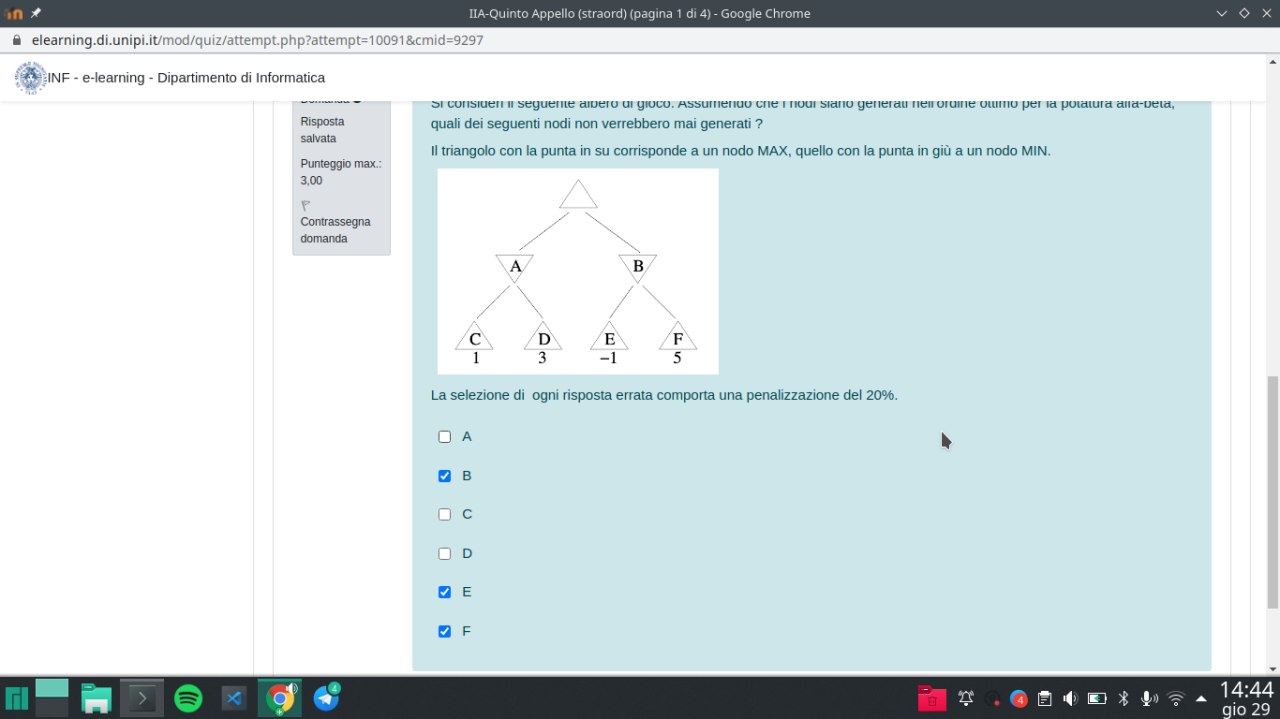 IIA-Quinto Appello (straord) (pagina 1 di 4) - Google Chrome
elearning.di.unipi.it/mod/quiz/attempt.php?attempt=10091&cmid=9297
INF - e-learning - Dipartimento di Informatica
Domanda
Risposta
salvata
Punteggio max.:
3,00
Contrassegna
domanda
Si consideri il seguente albero di gioco. Assumendo che i nodi siano generati nell'ordine ottimo per la potatura alfa-beta,
quali dei seguenti nodi non verrebbero mai generati ?
Il triangolo con la punta in su corrisponde a un nodo MAX, quello con la punta in giù a un nodo MIN.
A B
C D E F
1 3 −1 5
La selezione di ogni risposta errata comporta una penalizzazione del 20%.
A
B
C
D
E
F
4
4
14:44
gio 29